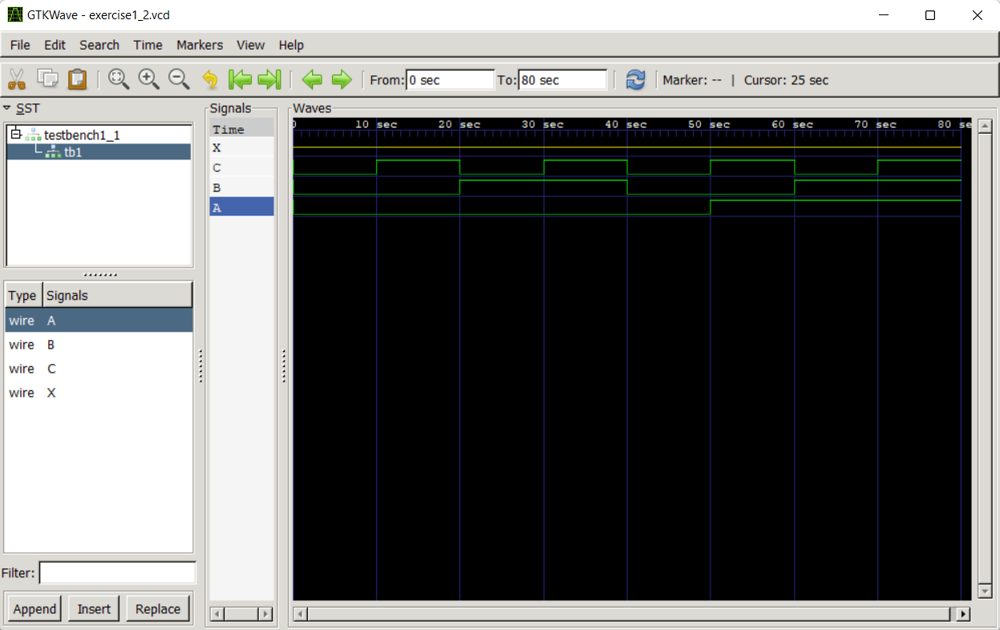 GTKWave - exercise1_2.vcd
File Edit Search Time Markers View Help
From: 0 sec To: 80 sec Marker: -- | Cursor: 25 sec
SST
testbench1_1
tb1
Type Signals
wire A
wire B
wire C
wire X
Filter:
Append Insert Replace
Signals
Time
X
C
B
A
Waves
0 10 sec 20 sec 30 sec 40 sec 50 sec 60 sec 70 sec 80 se